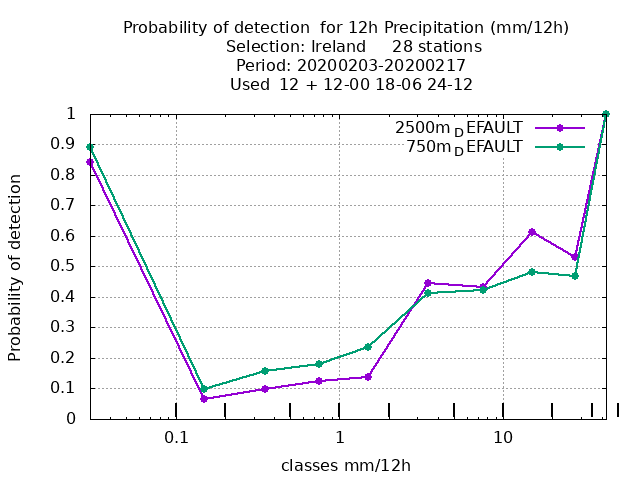 Probability of detection  for 12h Precipitation (mm/12h)
Selection: Ireland     28 stations
Period: 20200203-20200217
Used  12 + 12-00 18-06 24-12
2500m_DEFAULT
750m_DEFAULT
Probability of detection
1
0.9
0.8
0.7
0.6
0.5
0.4
0.3
0.2
0.1
0
0.1
1
10
classes mm/12h